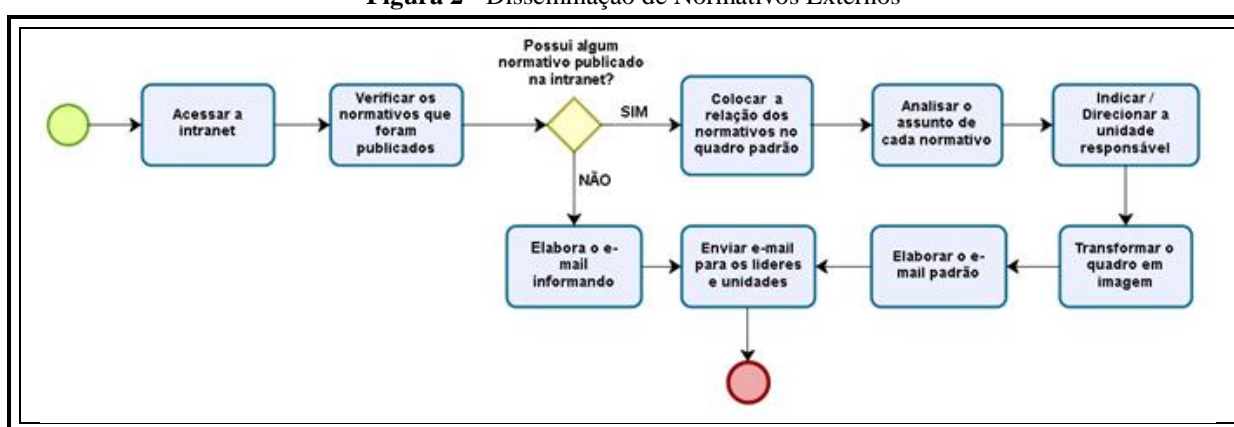 Figura 2 - Disseminação de Normativos Externos
Possui algum
normativo publicado
na intranet?
Acessar a
intranet
Verificar os
normativos que
foram
publicados
SIM
Colocar a
relação dos
normativos no
quadro padrão
Analisar o
assunto de
cada normativo
Indicar /
Direcionar a
unidade
responsável
NÃO
Elabora o e-
mail
informando
Enviar e-mail
para os lideres
e unidades
Elaborar o e-
mail padrão
Transformar o
quadro em
imagem